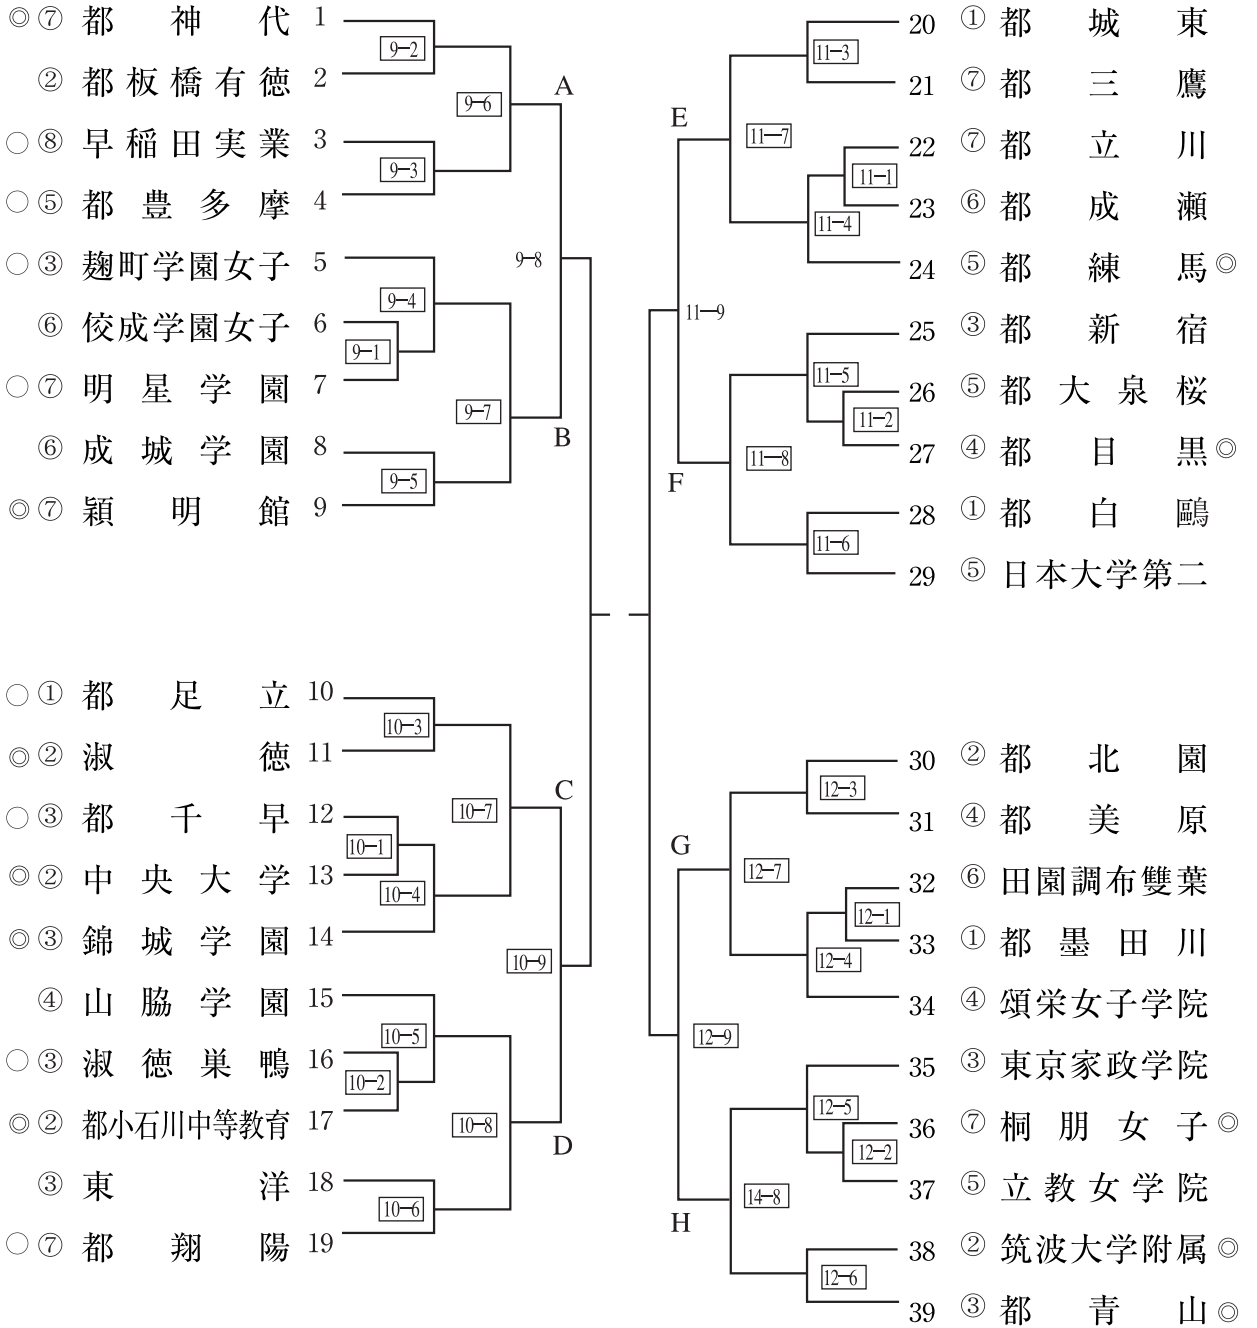 ◎ ⑦ 都神代 1
② 都板橋有徳 2
○ ⑧ 早稲田実業 3
○ ⑤ 都豊多摩 4
○ ③ 麹町学園女子 5
⑥ 佼成学園女子 6
○ ⑦ 明星学園 7
⑥ 成城学園 8
◎ ⑦ 穎明館 9
9-2
9-6
A
9-3
9-8
9-4
9-1
9-7
B
9-5
○ ① 都足立 10
◎ ② 淑徳 11
○ ③ 都千早 12
◎ ② 中央大学 13
◎ ③ 錦城学園 14
④ 山脇学園 15
○ ③ 淑徳巣鴨 16
◎ ② 都小石川中等教育 17
③ 東洋 18
○ ⑦ 都翔陽 19
10-3
C
10-7
10-1
10-4
10-9
10-5
10-2
10-8
D
10-6
20 ① 都城東
21 ⑦ 都三鷹
22 ⑦ 都立川
23 ⑥ 都成瀬
24 ⑤ 都練馬 ◎
25 ③ 都新宿
26 ⑤ 都大泉桜
27 ④ 都目黒 ◎
28 ① 都白鷗
29 ⑤ 日本大学第二
11-3
E
11-7
11-1
11-4
11-9
11-5
11-2
11-8
F
11-6
30 ② 都北園
31 ④ 都美原
32 ⑥ 田園調布雙葉
33 ① 都墨田川
34 ④ 頌栄女子学院
35 ③ 東京家政学院
36 ⑦ 桐朋女子 ◎
37 ⑤ 立教女学院
38 ② 筑波大学附属 ◎
39 ③ 都青山 ◎
12-3
G
12-7
12-1
12-4
12-9
12-5
12-2
14-8
H
12-6